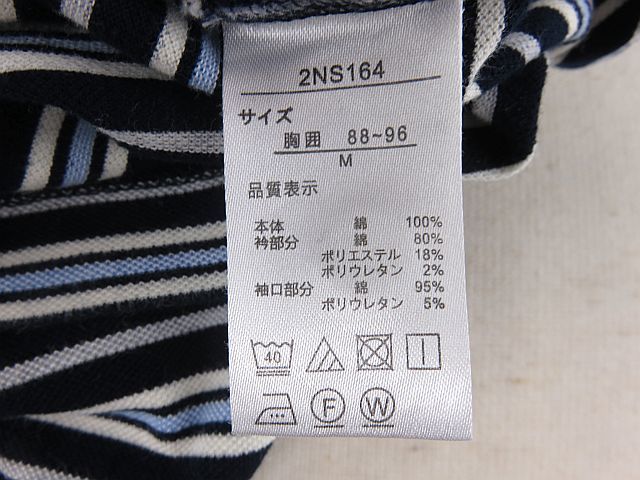 2NS164
サイズ
胸囲 88~96
M
品質表示
本体 綿 100%
衿部分 綿 80%
ポリエステル 18%
ポリウレタン 2%
袖口部分 綿 95%
ポリウレタン 5%
40
F W